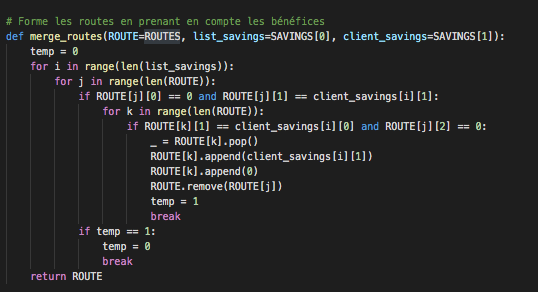 # Forme les routes en prenant en compte les bénéfices
def merge_routes(ROUTE=ROUTES, list_savings=SAVINGS[0], client_savings=SAVINGS[1]):
    temp = 0
    for i in range(len(list_savings)):
        for j in range(len(ROUTE)):
            if ROUTE[j][0] == 0 and ROUTE[j][1] == client_savings[i][1]:
                for k in range(len(ROUTE)):
                    if ROUTE[k][1] == client_savings[i][0] and ROUTE[j][2] == 0:
                        _ = ROUTE[k].pop()
                        ROUTE[k].append(client_savings[i][1])
                        ROUTE[k].append(0)
                        ROUTE.remove(ROUTE[j])
                        temp = 1
                        break
            if temp == 1:
                temp = 0
                break
    return ROUTE